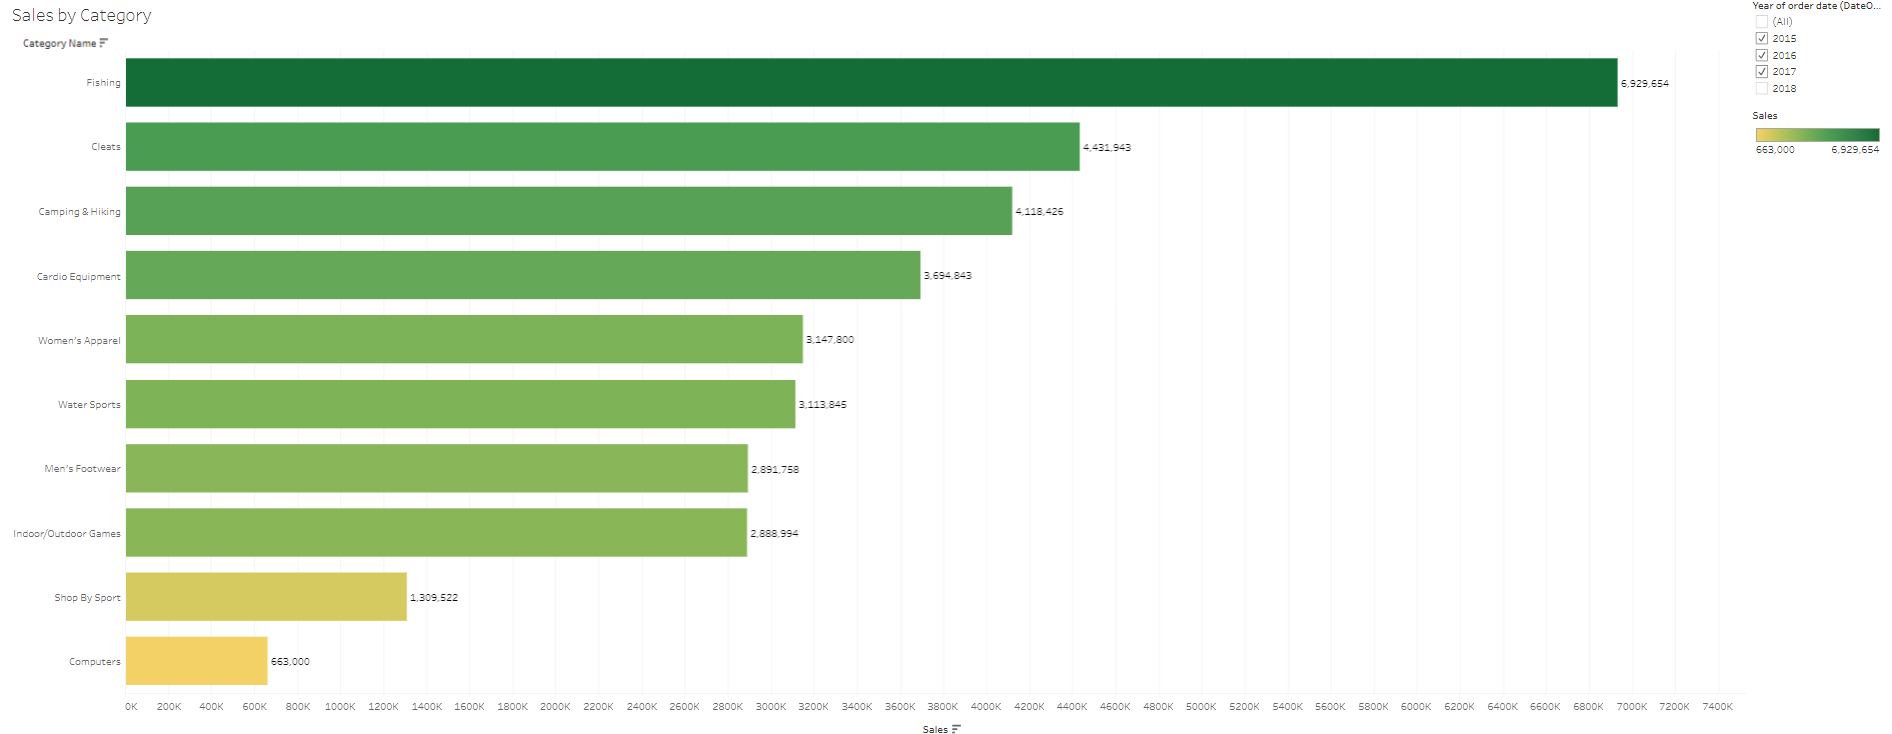 Sales by Category
Category Name
Fishing
6,929,654
Cleats
4,431,943
Camping & Hiking
4,118,426
Cardio Equipment
3,694,843
Women's Apparel
3,147,800
Water Sports
3,113,845
Men's Footwear
2,891,758
Indoor/Outdoor Games
2,888,994
Shop By Sport
1,309,522
Computers
663,000
0K 200K 400K 600K 800K 1000K 1200K 1400K 1600K 1800K 2000K 2200K 2400K 2600K 2800K 3000K 3200K 3400K 3600K 3800K 4000K 4200K 4400K 4600K 4800K 5000K 5200K 5400K 5600K 5800K 6000K 6200K 6400K 6600K 6800K 7000K 7200K 7400K
Sales
Year of order date (DateO...
(All)
2015
2016
2017
2018
Sales
663,000 6,929,654